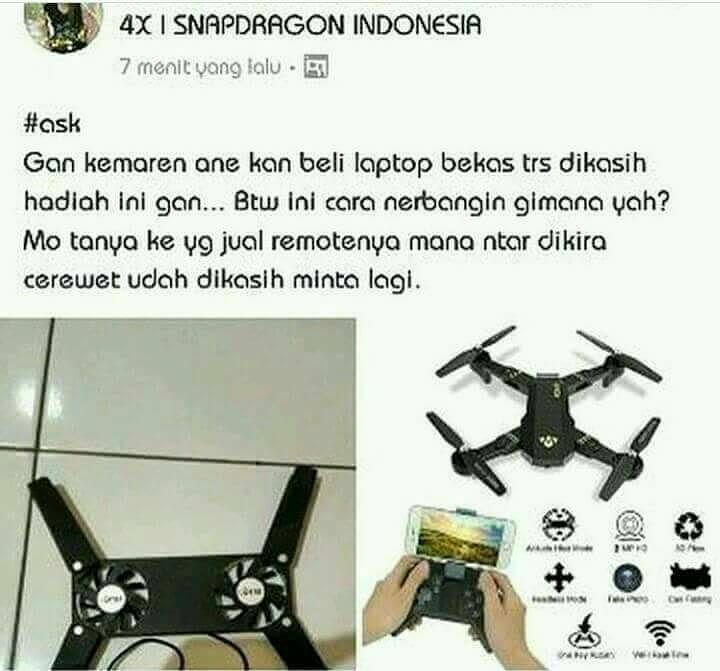 4X | SNAPDRAGON INDONESIA
7 menit yang lalu •
#ask
Gan kemaren ane kan beli laptop bekas trs dikasih
hadiah ini gan... Btw ini cara nerbangin gimana yah?
Mo tanya ke yg jual remotenya mana ntar dikira
cerewet udah dikasih minta lagi.
Altitude Hold Mode
2 MP HD
3D Flips
Headless Mode
Take Photo
Can Folding
One Key Return
WiFi Real-Time